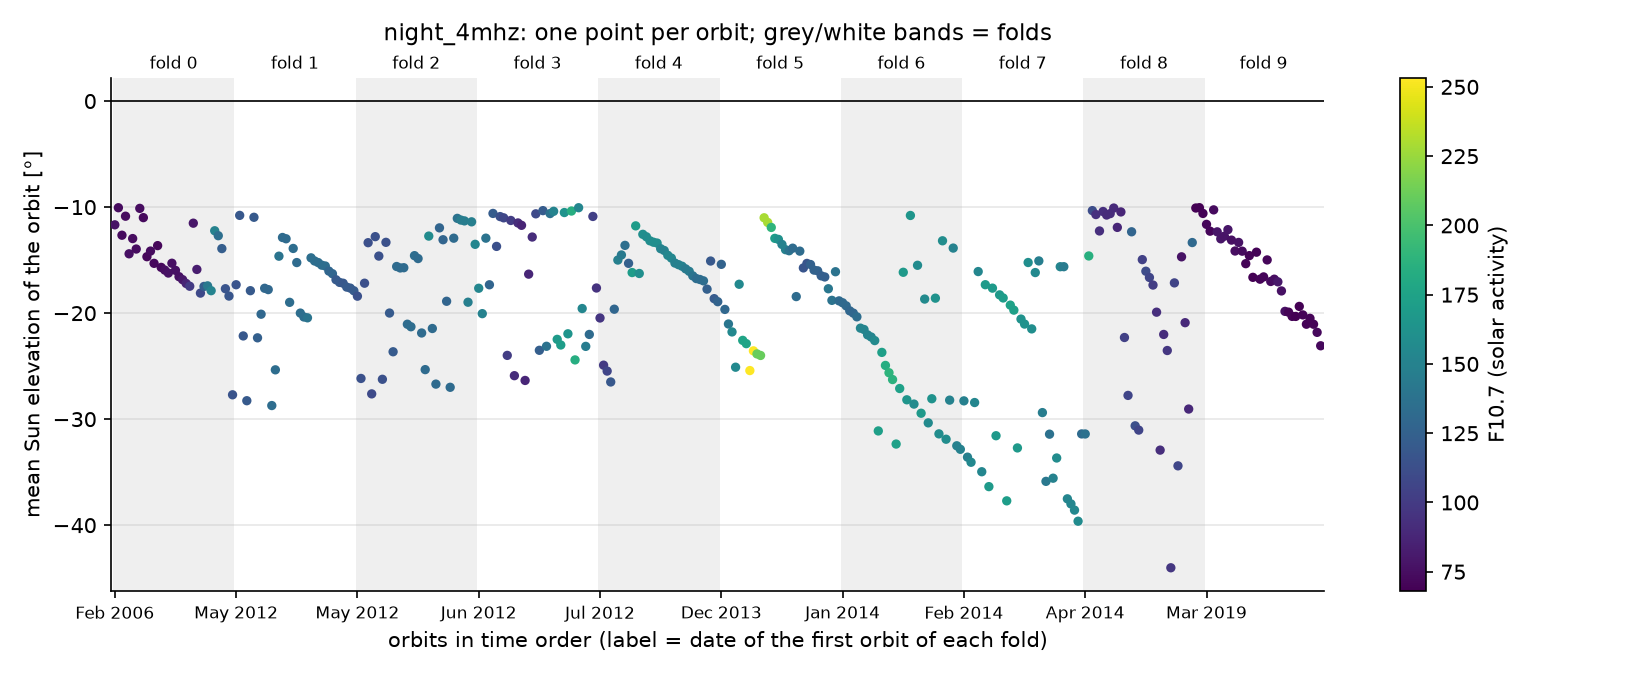 night_4mhz: one point per orbit; grey/white bands = folds
fold 0 fold 1 fold 2 fold 3 fold 4 fold 5 fold 6 fold 7 fold 8 fold 9
mean Sun elevation of the orbit [°]
0
−10
−20
−30
−40
Feb 2006 May 2012 May 2012 Jun 2012 Jul 2012 Dec 2013 Jan 2014 Feb 2014 Apr 2014 Mar 2019
orbits in time order (label = date of the first orbit of each fold)
250
225
200
175
150
125
100
75
F10.7 (solar activity)